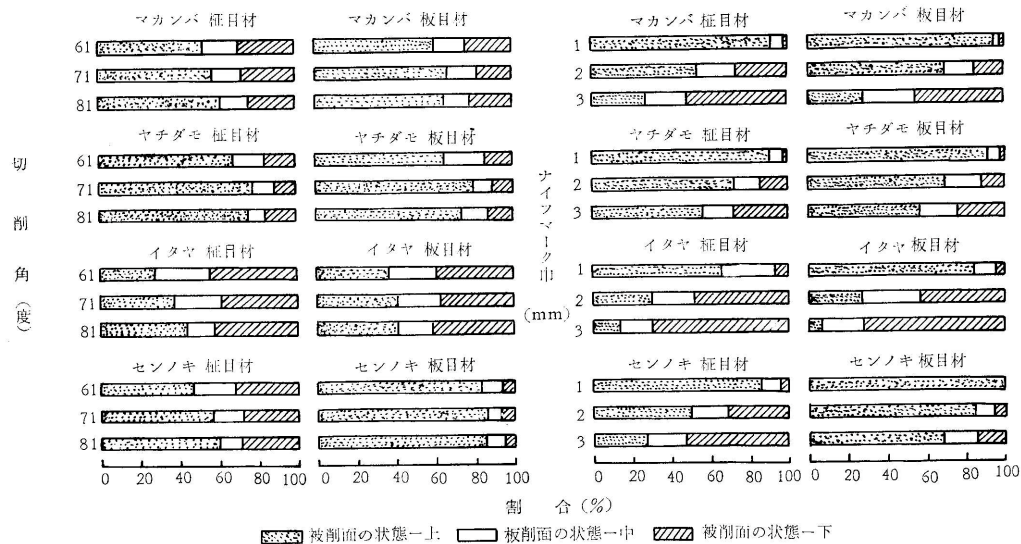 マカンバ 柾目材
マカンバ 板目材
61
71
81
ヤチダモ 柾目材
ヤチダモ 板目材
61
71
81
イタヤ 柾目材
イタヤ 板目材
61
71
81
センノキ 柾目材
センノキ 板目材
61
71
81
切削角(度)
0 20 40 60 80 100
0 20 40 60 80 100
マカンバ 柾目材
マカンバ 板目材
1
2
3
ヤチダモ 柾目材
ヤチダモ 板目材
1
2
3
イタヤ 柾目材
イタヤ 板目材
1
2
3
センノキ 柾目材
センノキ 板目材
1
2
3
ナイフマーク巾
(mm)
0 20 40 60 80 100
0 20 40 60 80 100
割合(%)
被削面の状態ー上 板削面の状態ー中 被削面の状態ー下